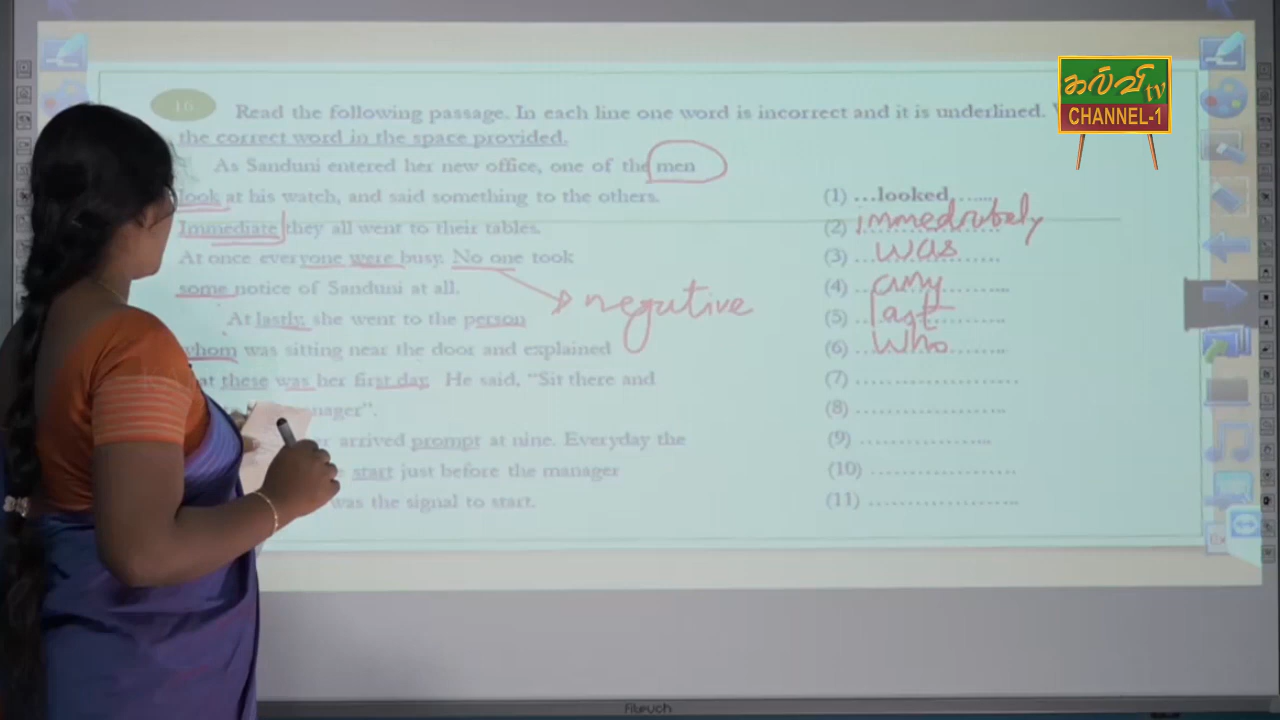 கல்வி tv
CHANNEL-1
16
Read the following passage. In each line one word is incorrect and it is underlined.
the correct word in the space provided.
As Sanduni entered her new office, one of the men
look at his watch, and said something to the others. (1) ...looked......
Immediate they all went to their tables. (2) immediately
At once everyone were busy. No one took (3) was
some notice of Sanduni at all. (4) any
negative
At lastly, she went to the person (5) last
whom was sitting near the door and explained (6) who
at these was her first day. He said, "Sit there and (7) ....................
nager". (8) ....................
arrived prompt at nine. Everyday the (9) ....................
start just before the manager (10) ....................
was the signal to start. (11) ....................